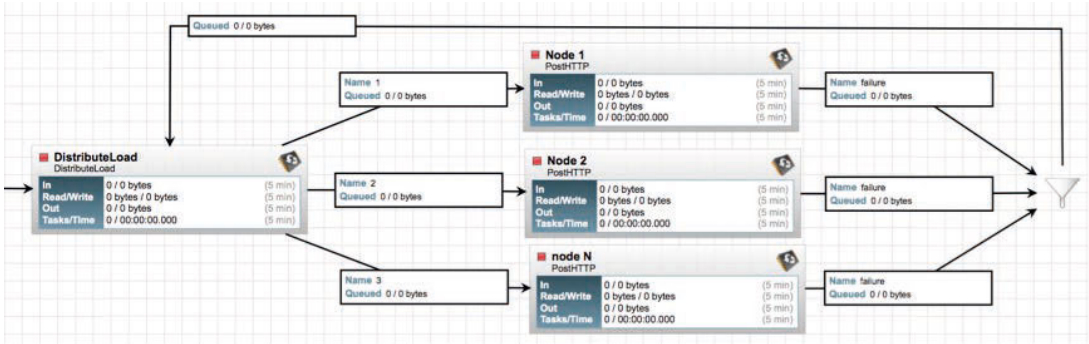 Queued 0 / 0 bytes
Node 1
PostHTTP
In 0 / 0 bytes (5 min)
Read/Write 0 bytes / 0 bytes (5 min)
Out 0 / 0 bytes (5 min)
Tasks/Time 0 / 00:00:00.000 (5 min)
Name 1
Queued 0 / 0 bytes
Name failure
Queued 0 / 0 bytes
DistributeLoad
DistributeLoad
In 0 / 0 bytes (5 min)
Read/Write 0 bytes / 0 bytes (5 min)
Out 0 / 0 bytes (5 min)
Tasks/Time 0 / 00:00:00.000 (5 min)
Name 2
Queued 0 / 0 bytes
Node 2
PostHTTP
In 0 / 0 bytes (5 min)
Read/Write 0 bytes / 0 bytes (5 min)
Out 0 / 0 bytes (5 min)
Tasks/Time 0 / 00:00:00.000 (5 min)
Name failure
Queued 0 / 0 bytes
Name 3
Queued 0 / 0 bytes
node N
PostHTTP
In 0 / 0 bytes (5 min)
Read/Write 0 bytes / 0 bytes (5 min)
Out 0 / 0 bytes (5 min)
Tasks/Time 0 / 00:00:00.000 (5 min)
Name failure
Queued 0 / 0 bytes